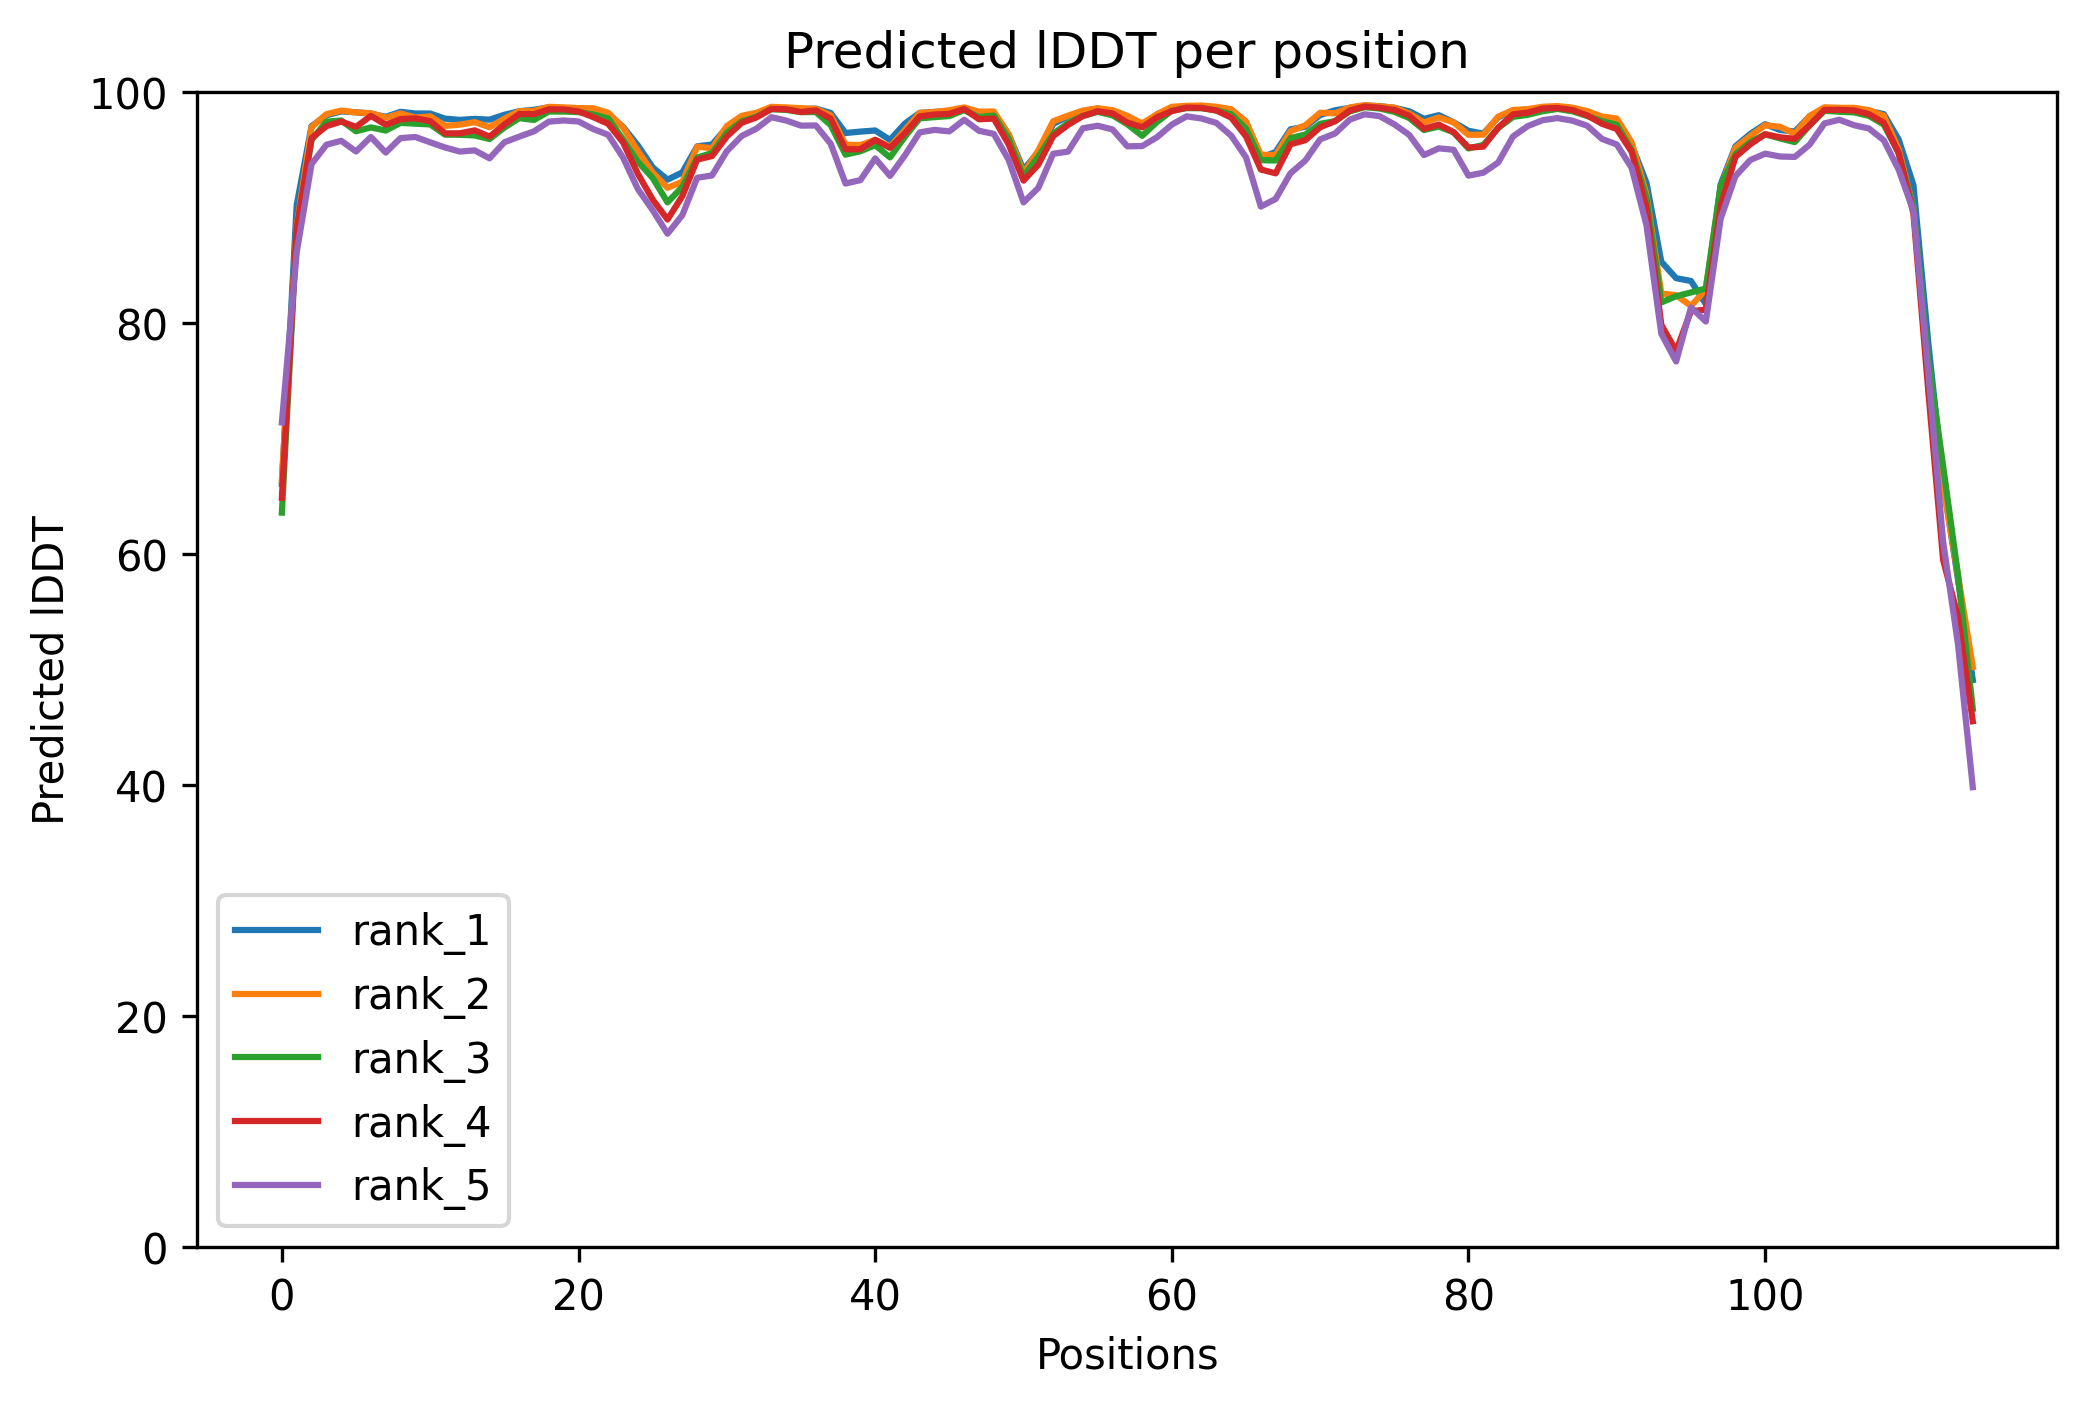 Predicted lDDT per position
100
80
60
40
20
0
Predicted lDDT
rank_1
rank_2
rank_3
rank_4
rank_5
0 20 40 60 80 100
Positions